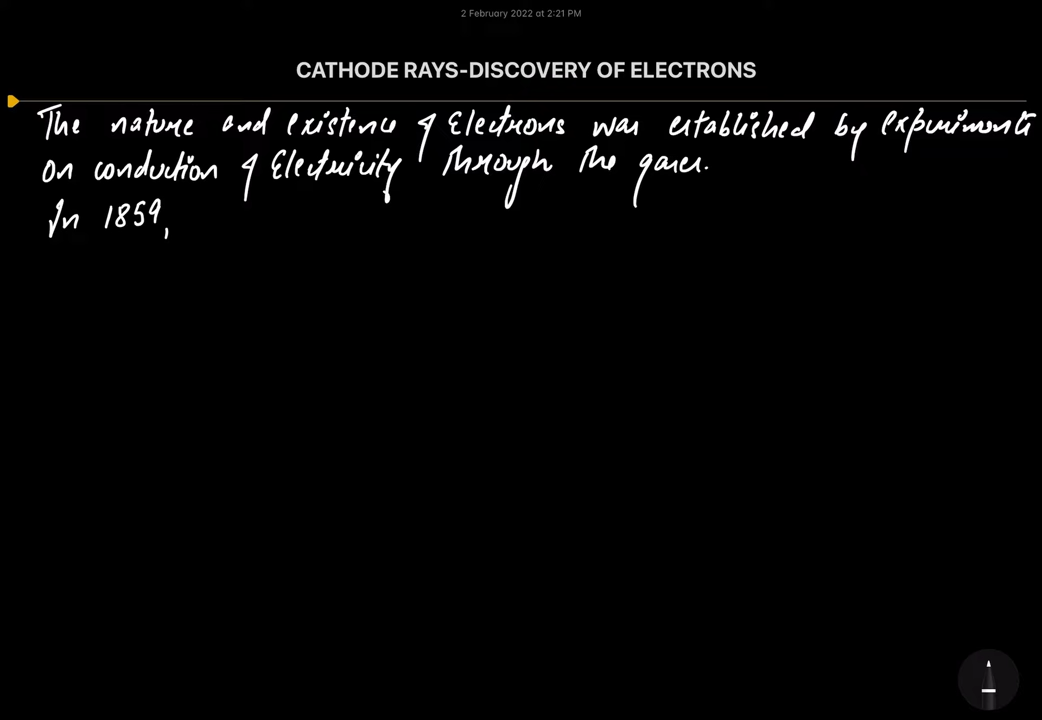 2 February 2022 at 2:21 PM
CATHODE RAYS-DISCOVERY OF ELECTRONS
The nature and existence of Electrons was established by experiments
on conduction of Electricity through the gases.
In 1859,